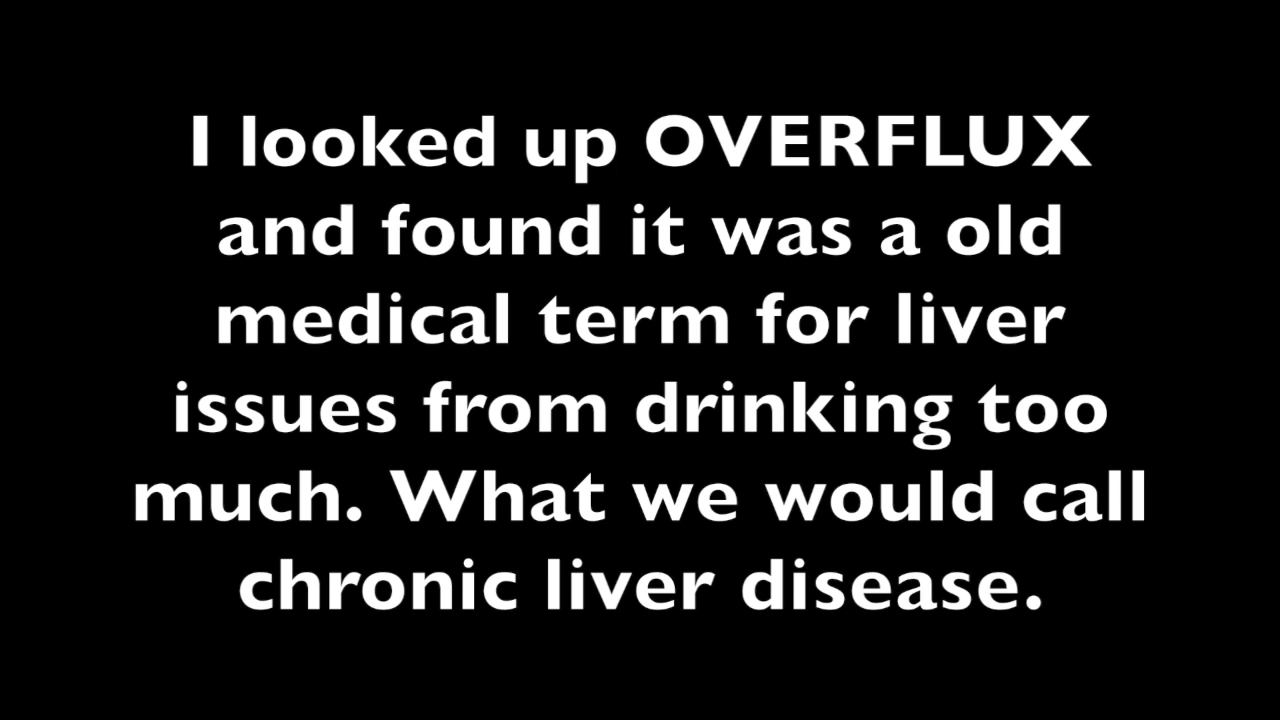 I looked up OVERFLUX
and found it was a old
medical term for liver
issues from drinking too
much. What we would call
chronic liver disease.